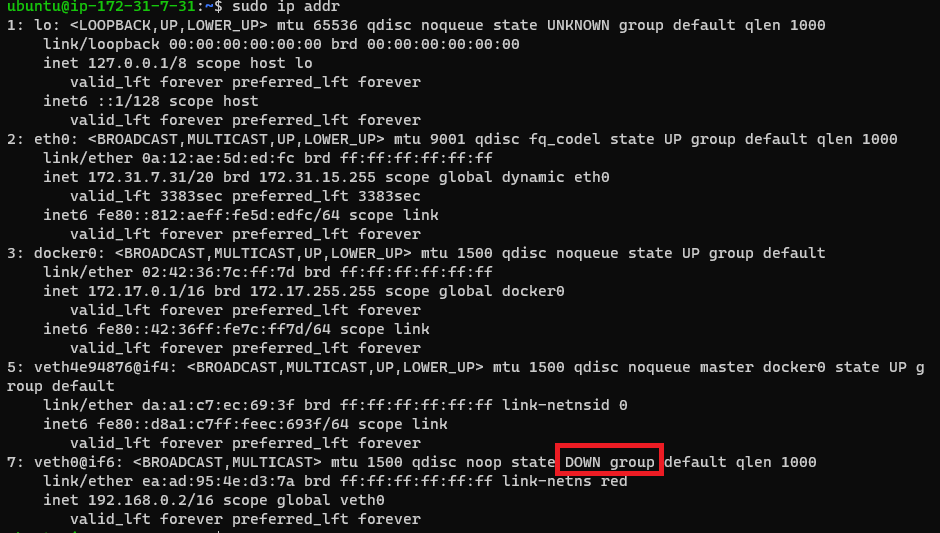 ubuntu@ip-172-31-7-31:~$ sudo ip addr
1: lo: <LOOPBACK,UP,LOWER_UP> mtu 65536 qdisc noqueue state UNKNOWN group default qlen 1000
link/loopback 00:00:00:00:00:00 brd 00:00:00:00:00:00
inet 127.0.0.1/8 scope host lo
valid_lft forever preferred_lft forever
inet6 ::1/128 scope host
valid_lft forever preferred_lft forever
2: eth0: <BROADCAST,MULTICAST,UP,LOWER_UP> mtu 9001 qdisc fq_codel state UP group default qlen 1000
link/ether 0a:12:ae:5d:ed:fc brd ff:ff:ff:ff:ff:ff
inet 172.31.7.31/20 brd 172.31.15.255 scope global dynamic eth0
valid_lft 3383sec preferred_lft 3383sec
inet6 fe80::812:aeff:fe5d:edfc/64 scope link
valid_lft forever preferred_lft forever
3: docker0: <BROADCAST,MULTICAST,UP,LOWER_UP> mtu 1500 qdisc noqueue state UP group default
link/ether 02:42:36:7c:ff:7d brd ff:ff:ff:ff:ff:ff
inet 172.17.0.1/16 brd 172.17.255.255 scope global docker0
valid_lft forever preferred_lft forever
inet6 fe80::42:36ff:fe7c:ff7d/64 scope link
valid_lft forever preferred_lft forever
5: veth4e94876@if4: <BROADCAST,MULTICAST,UP,LOWER_UP> mtu 1500 qdisc noqueue master docker0 state UP g
roup default
link/ether da:a1:c7:ec:69:3f brd ff:ff:ff:ff:ff:ff link-netnsid 0
inet6 fe80::d8a1:c7ff:feec:693f/64 scope link
valid_lft forever preferred_lft forever
7: veth0@if6: <BROADCAST,MULTICAST> mtu 1500 qdisc noop state DOWN group default qlen 1000
link/ether ea:ad:95:4e:d3:7a brd ff:ff:ff:ff:ff:ff link-netns red
inet 192.168.0.2/16 scope global veth0
valid_lft forever preferred_lft forever